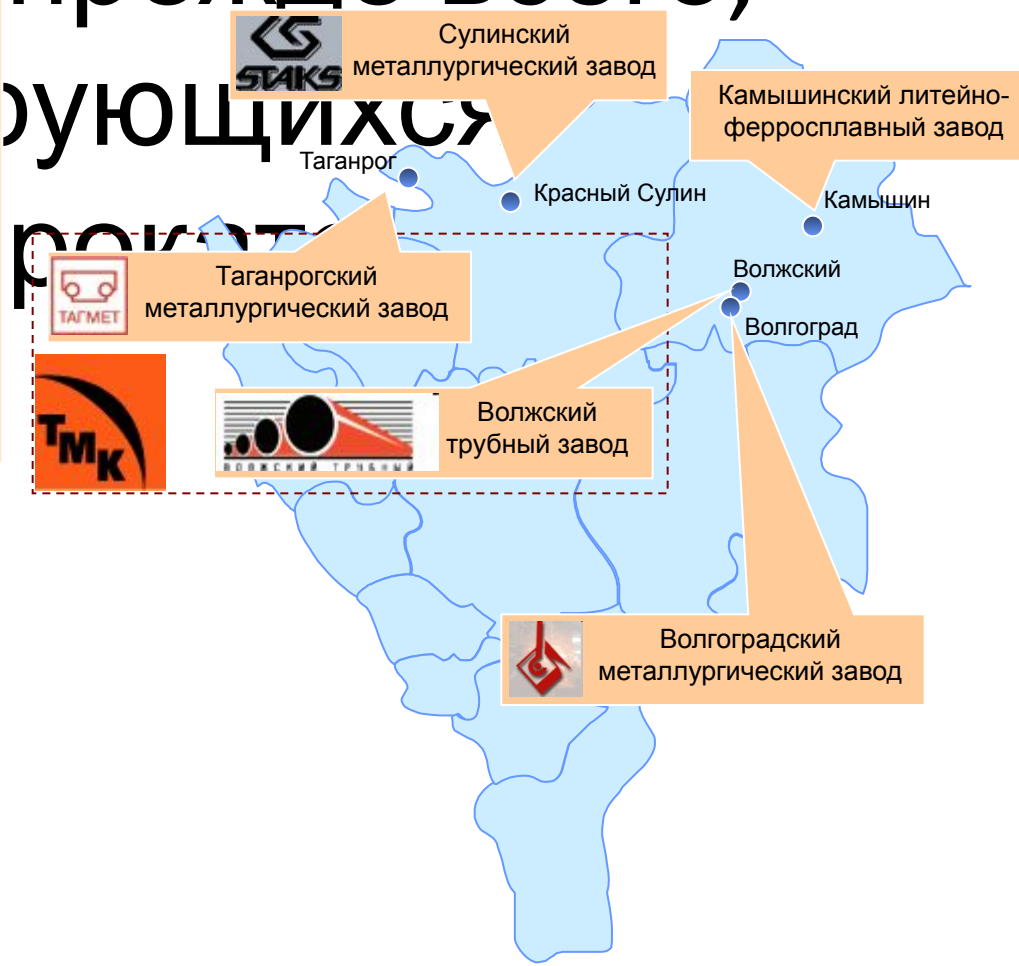 Сулинский
металлургический завод
STAKS
Камышинский литейно-
ферросплавный завод
рующихся
Таганрог
Красный Сулин
Камышин
Таганрогский
металлургический завод
ТАГМЕТ
Волжский
Волгоград
ТМК
Волжский
трубный завод
ВОЛЖСКИЙ ТРУБНЫЙ
Волгоградский
металлургический завод